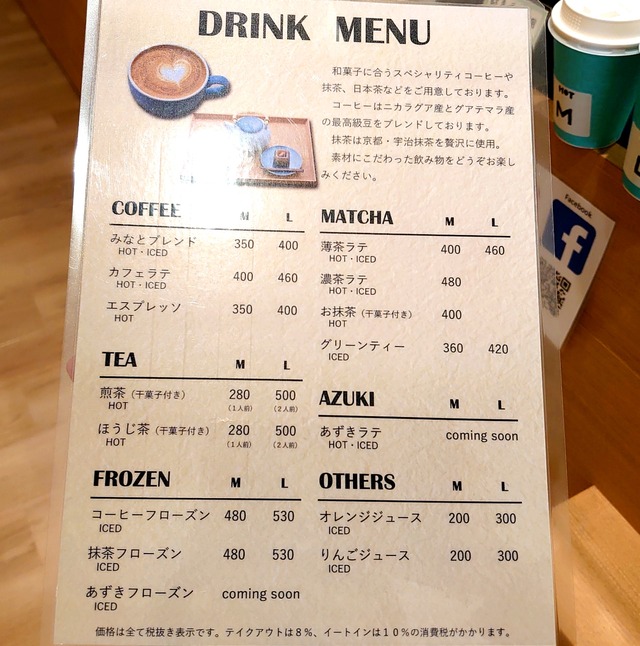 DRINK MENU
和菓子に合うスペシャリティコーヒーや
抹茶、日本茶などをご用意しております。
コーヒーはニカラグア産とグアテマラ産
の最高級豆をブレンドしております。
抹茶は京都・宇治抹茶を贅沢に使用。
素材にこだわった飲み物をどうぞお楽し
みください。
COFFEE M L
みなとブレンド 350 400
HOT・ICED
カフェラテ 400 460
HOT・ICED
エスプレッソ 350 400
HOT
TEA M L
煎茶（干菓子付き） 280 500
HOT （1人前） （2人前）
ほうじ茶（干菓子付き） 280 500
HOT （1人前） （2人前）
FROZEN M L
コーヒーフローズン 480 530
ICED
抹茶フローズン 480 530
ICED
あずきフローズン coming soon
ICED
MATCHA M L
薄茶ラテ 400 460
HOT・ICED
濃茶ラテ 480
HOT・ICED
お抹茶（干菓子付き） 400
HOT
グリーンティー 360 420
ICED
AZUKI M L
あずきラテ coming soon
HOT・ICED
OTHERS M L
オレンジジュース 200 300
ICED
りんごジュース 200 300
ICED
価格は全て税抜き表示です。テイクアウトは８％、イートインは１０％の消費税がかかります。
HOT
M
Facebook
f